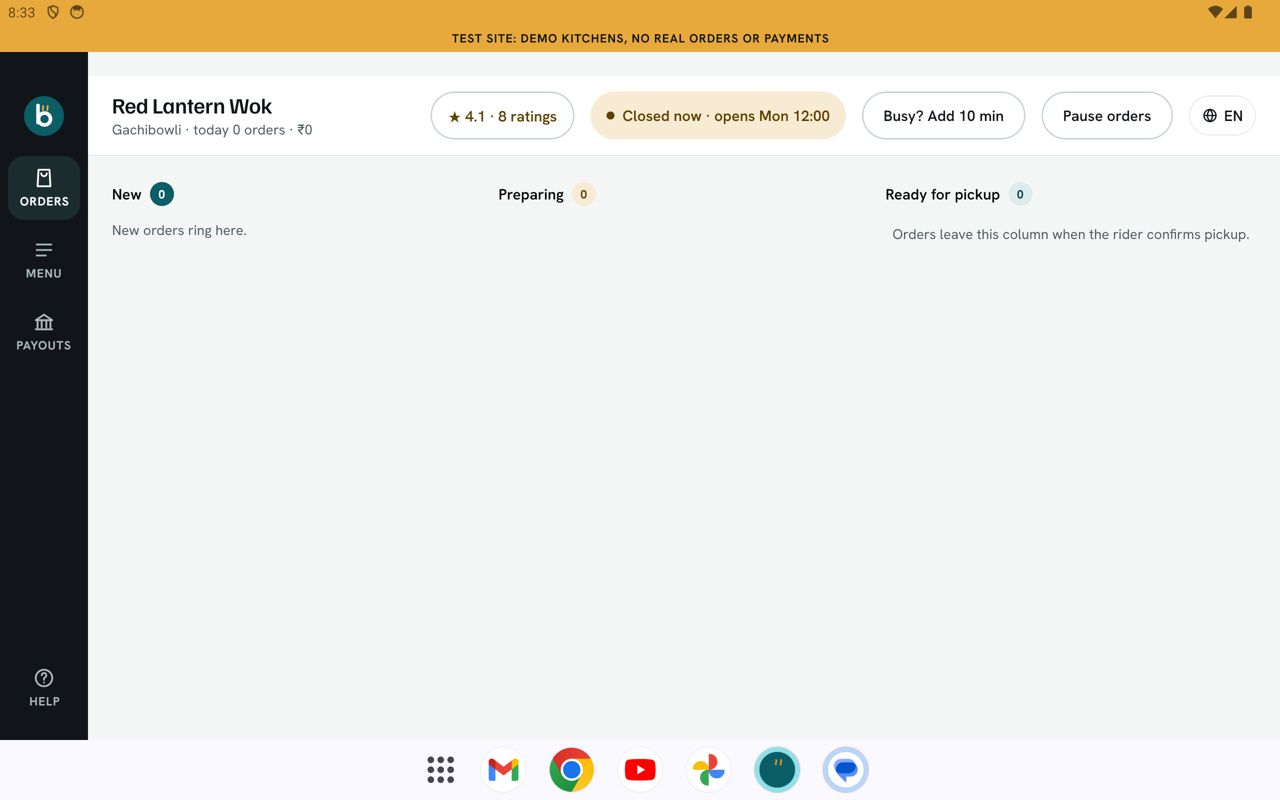 8:33
TEST SITE: DEMO KITCHENS, NO REAL ORDERS OR PAYMENTS
b
Red Lantern Wok
Gachibowli · today 0 orders · ₹0
★ 4.1 · 8 ratings
Closed now · opens Mon 12:00
Busy? Add 10 min
Pause orders
EN
ORDERS
MENU
PAYOUTS
HELP
New 0
New orders ring here.
Preparing 0
Ready for pickup 0
Orders leave this column when the rider confirms pickup.